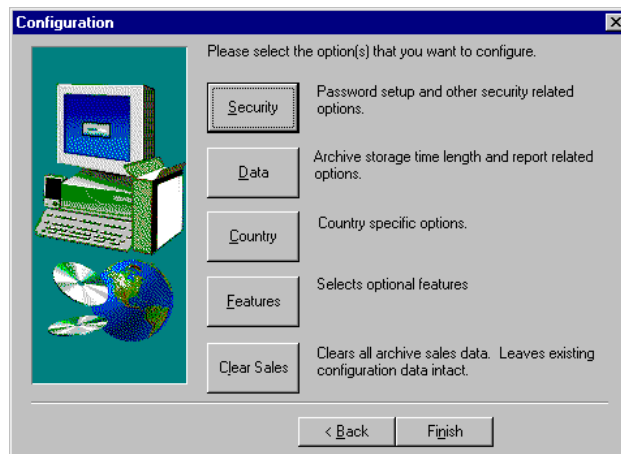 Configuration
Please select the option(s) that you want to configure.
Security
Password setup and other security related
options.
Data
Archive storage time length and report related
options.
Country
Country specific options.
Features
Selects optional features
Clear Sales
Clears all archive sales data. Leaves existing
configuration data intact.
< Back
Finish